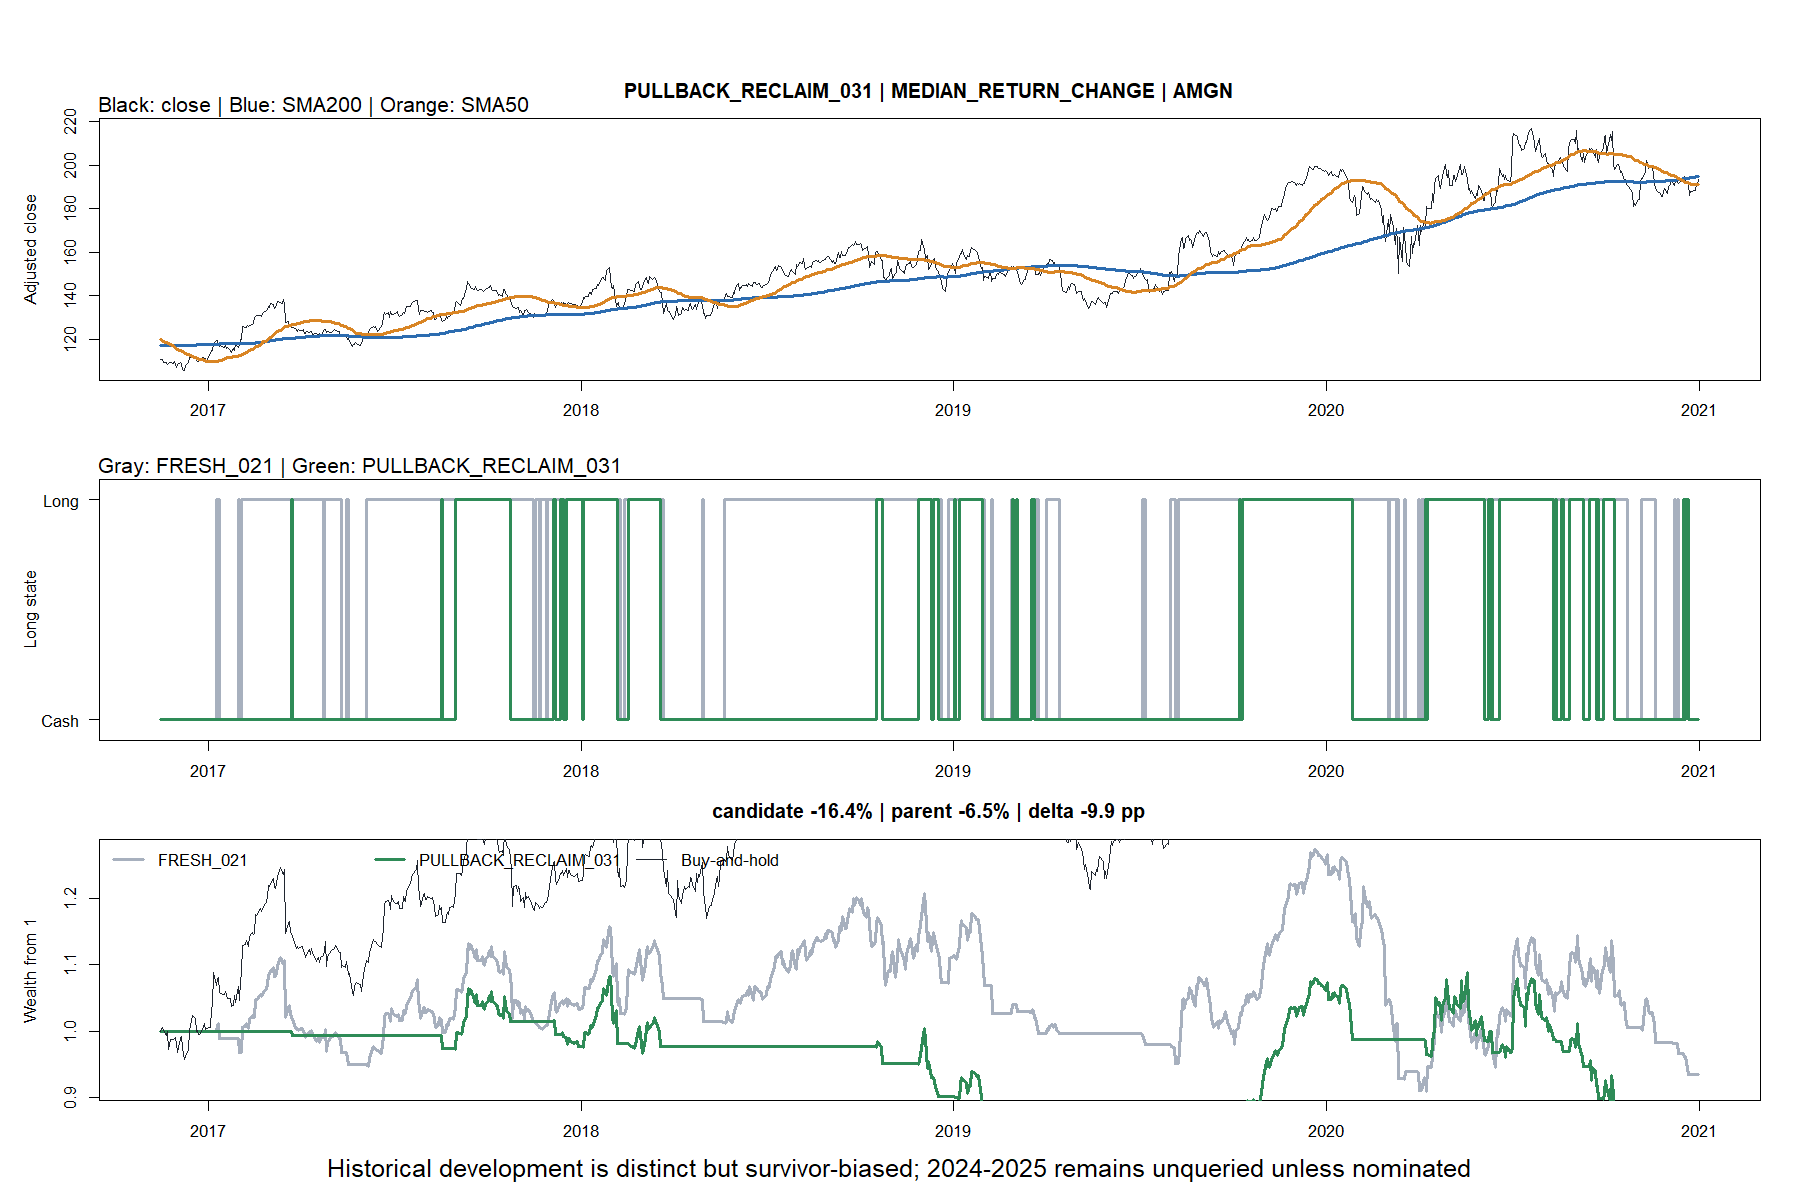 PULLBACK_RECLAIM_031 | MEDIAN_RETURN_CHANGE | AMGN
Black: close | Blue: SMA200 | Orange: SMA50
Adjusted close
220
200
180
160
140
120
2017
2018
2019
2020
2021
Gray: FRESH_021 | Green: PULLBACK_RECLAIM_031
Long state
Long
Cash
2017
2018
2019
2020
2021
candidate -16.4% | parent -6.5% | delta -9.9 pp
FRESH_021
PULLBACK_RECLAIM_031
Buy-and-hold
Wealth from 1
1.2
1.1
1.0
0.9
2017
2018
2019
2020
2021
Historical development is distinct but survivor-biased; 2024-2025 remains unqueried unless nominated